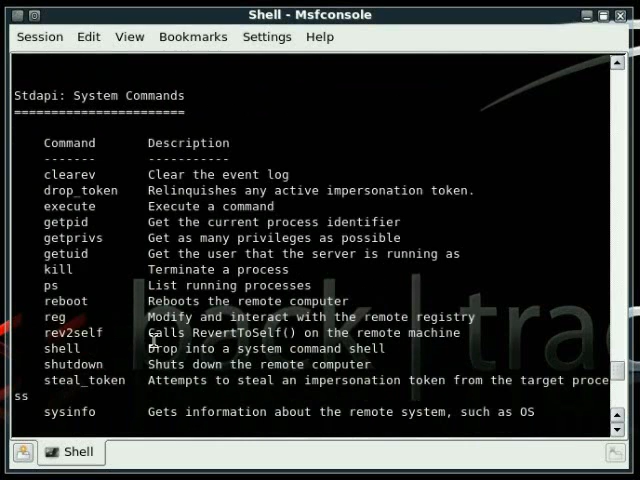 Shell - Msfconsole
Session Edit View Bookmarks Settings Help
Stdapi: System Commands
=======================
Command Description
------- -----------
clearev Clear the event log
drop_token Relinquishes any active impersonation token.
execute Execute a command
getpid Get the current process identifier
getprivs Get as many privileges as possible
getuid Get the user that the server is running as
kill Terminate a process
ps List running processes
reboot Reboots the remote computer
reg Modify and interact with the remote registry
rev2self Calls RevertToSelf() on the remote machine
shell Drop into a system command shell
shutdown Shuts down the remote computer
steal_token Attempts to steal an impersonation token from the target proce
ss
sysinfo Gets information about the remote system, such as OS
back | trac
Shell